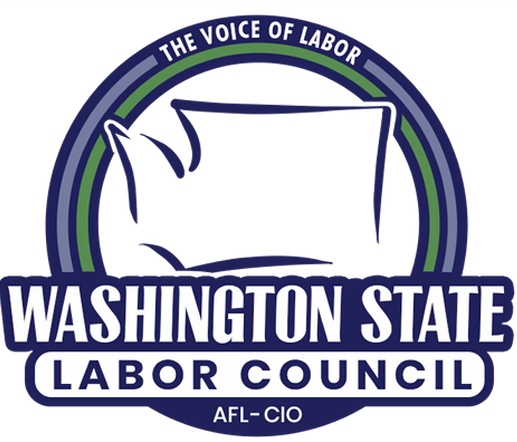 THE VOICE OF LABOR
WASHINGTON STATE
LABOR COUNCIL
AFL-CIO